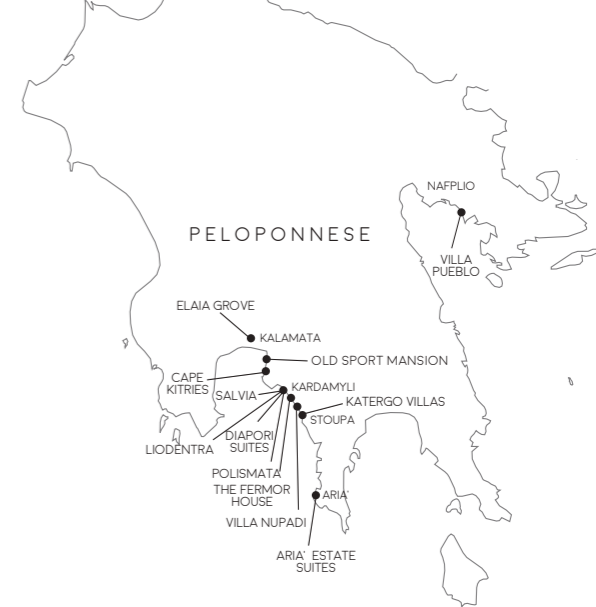 NAFPLIO
PELOPONNESE
VILLA
PUEBLO
ELAIA GROVE
KALAMATA
OLD SPORT MANSION
CAPE
KITRIES
KARDAMYLI
SALVIA
KATERGO VILLAS
STOUPA
DIAPORI
SUITES
LIODENTRA
POLISMATA
THE FERMOR
HOUSE
VILLA NUPADI
ARIA'
ARIA' ESTATE
SUITES